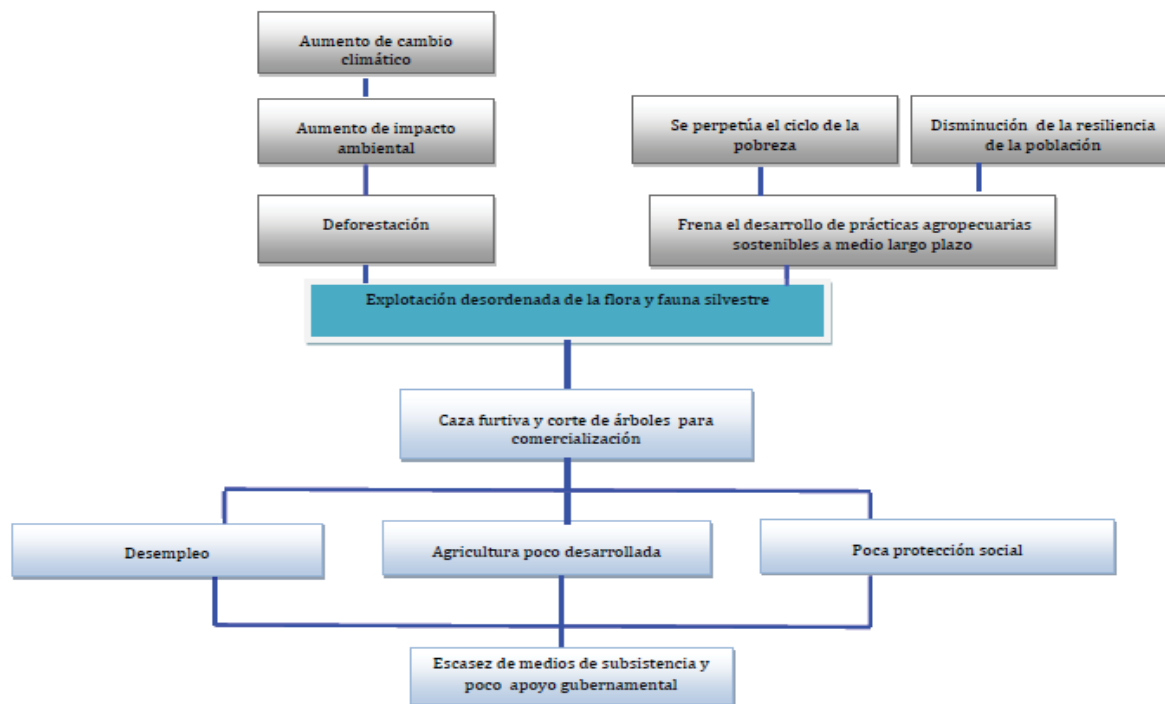 Aumento de cambio
climático
Aumento de impacto
ambiental
Se perpetúa el ciclo de la
pobreza
Disminución de la resiliencia
de la población
Deforestación
Frena el desarrollo de prácticas agropecuarias
sostenibles a medio largo plazo
Explotación desordenada de la flora y fauna silvestre
Caza furtiva y corte de árboles para
comercialización
Desempleo
Agricultura poco desarrollada
Poca protección social
Escasez de medios de subsistencia y
poco apoyo gubernamental